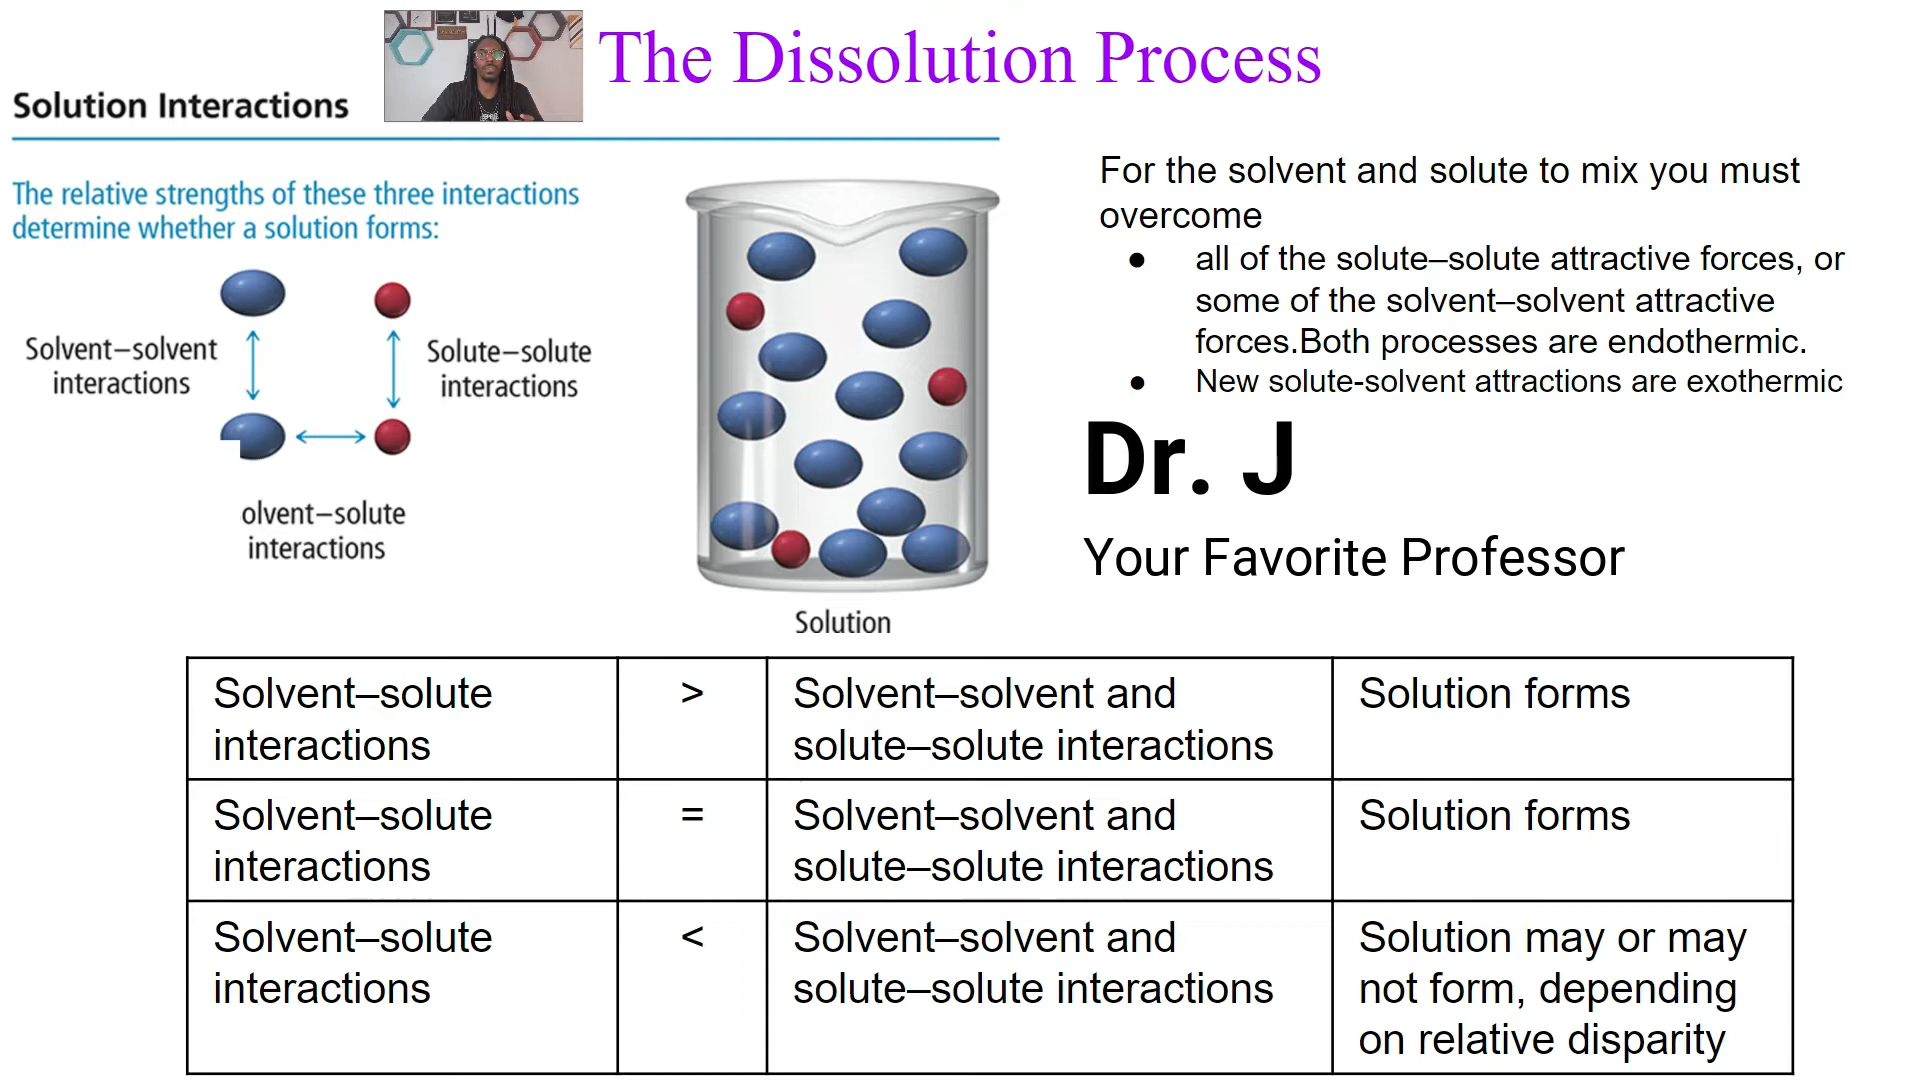 The Dissolution Process
Solution Interactions
The relative strengths of these three interactions
determine whether a solution forms:
Solvent–solvent
interactions
Solute–solute
interactions
olvent–solute
interactions
Solution
For the solvent and solute to mix you must
overcome
● all of the solute–solute attractive forces, or
some of the solvent–solvent attractive
forces.Both processes are endothermic.
● New solute-solvent attractions are exothermic
Dr. J
Your Favorite Professor
Solvent–solute
interactions
>
Solvent–solvent and
solute–solute interactions
Solution forms
Solvent–solute
interactions
=
Solvent–solvent and
solute–solute interactions
Solution forms
Solvent–solute
interactions
<
Solvent–solvent and
solute–solute interactions
Solution may or may
not form, depending
on relative disparity